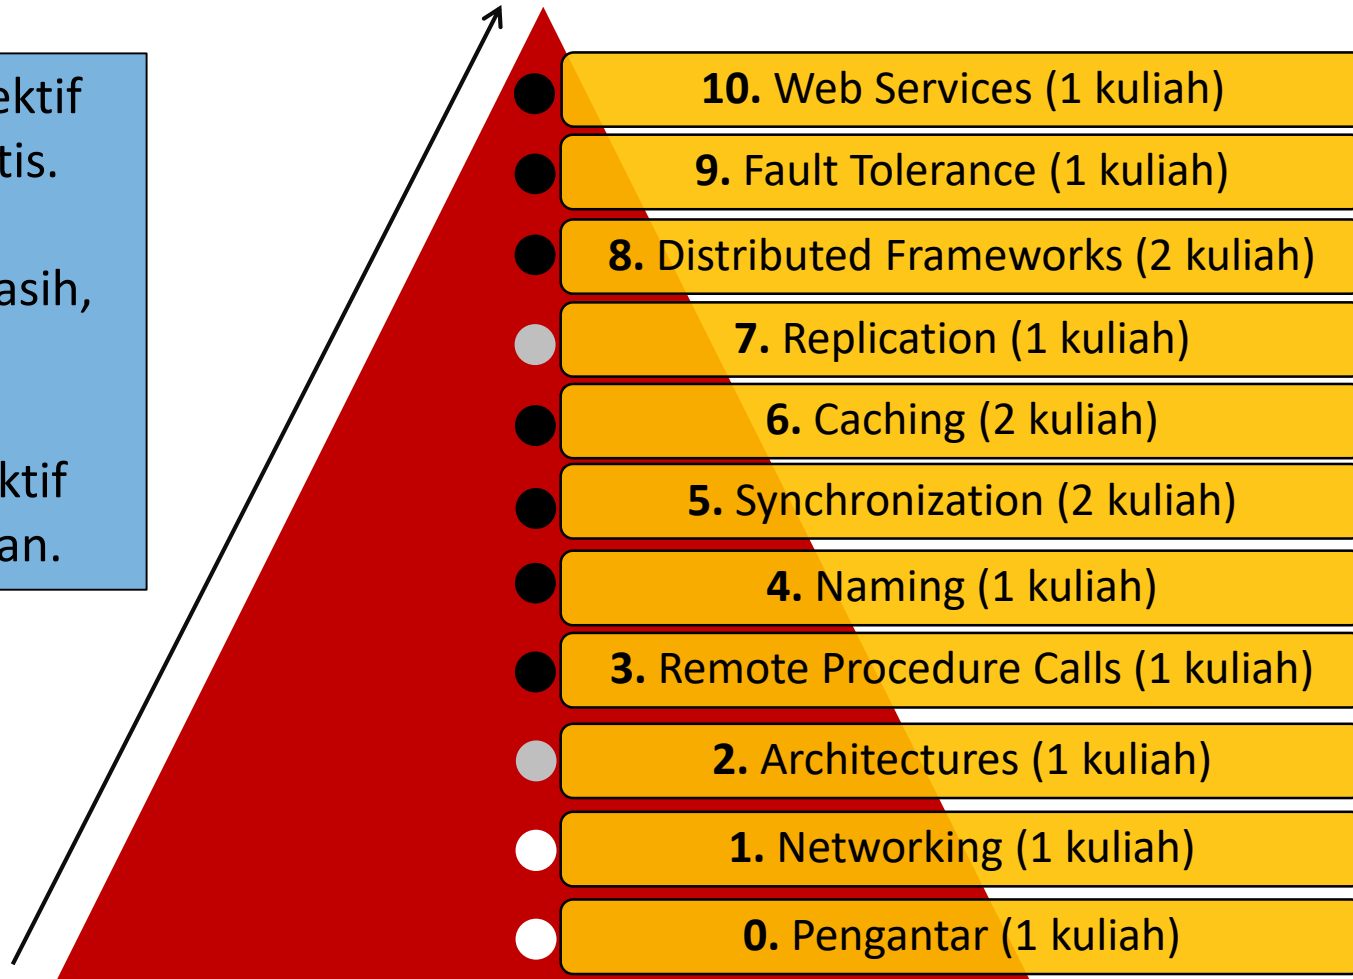 ektif
tis.
asih,
ktif
an.
10. Web Services (1 kuliah)
9. Fault Tolerance (1 kuliah)
8. Distributed Frameworks (2 kuliah)
7. Replication (1 kuliah)
6. Caching (2 kuliah)
5. Synchronization (2 kuliah)
4. Naming (1 kuliah)
3. Remote Procedure Calls (1 kuliah)
2. Architectures (1 kuliah)
1. Networking (1 kuliah)
0. Pengantar (1 kuliah)